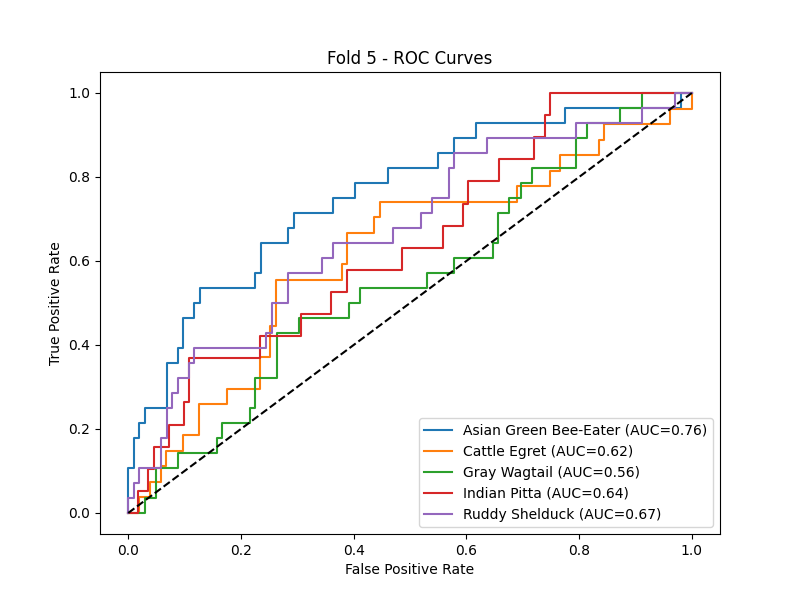 Fold 5 - ROC Curves
True Positive Rate
1.0
0.8
0.6
0.4
0.2
0.0
Asian Green Bee-Eater (AUC=0.76)
Cattle Egret (AUC=0.62)
Gray Wagtail (AUC=0.56)
Indian Pitta (AUC=0.64)
Ruddy Shelduck (AUC=0.67)
0.0 0.2 0.4 0.6 0.8 1.0
False Positive Rate